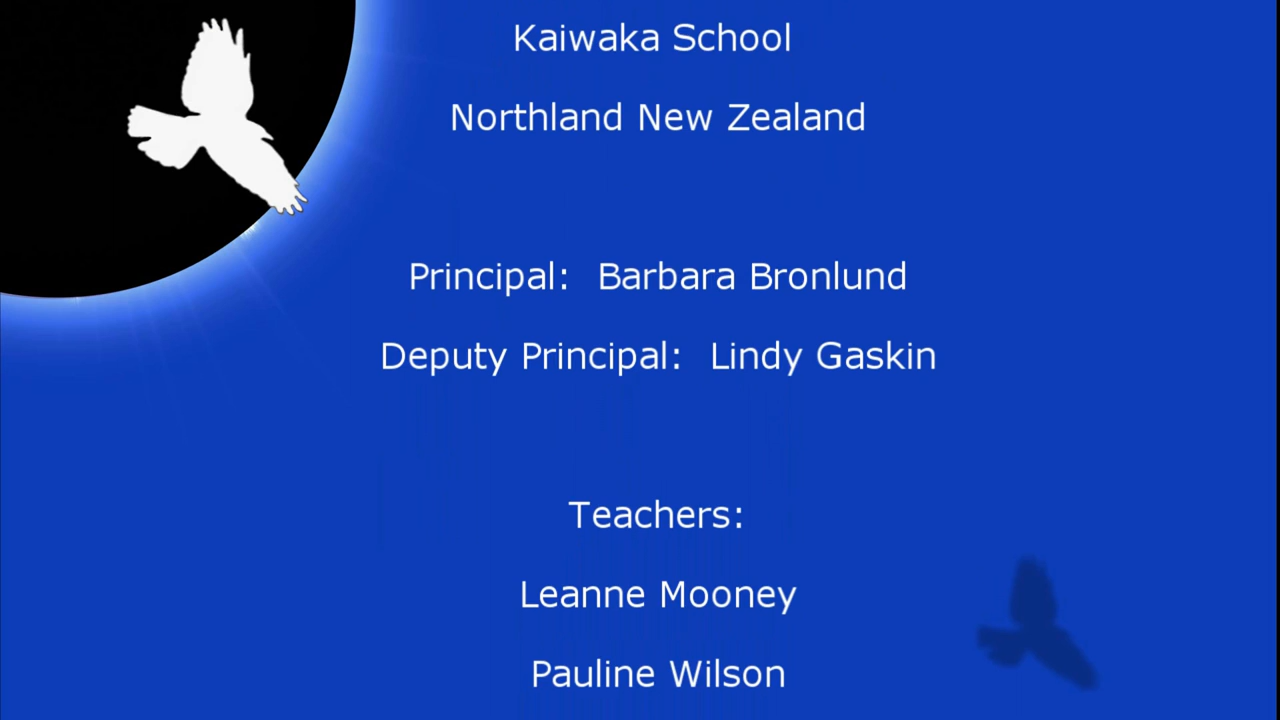 Kaiwaka School
Northland New Zealand
Principal:  Barbara Bronlund
Deputy Principal:  Lindy Gaskin
Teachers:
Leanne Mooney
Pauline Wilson